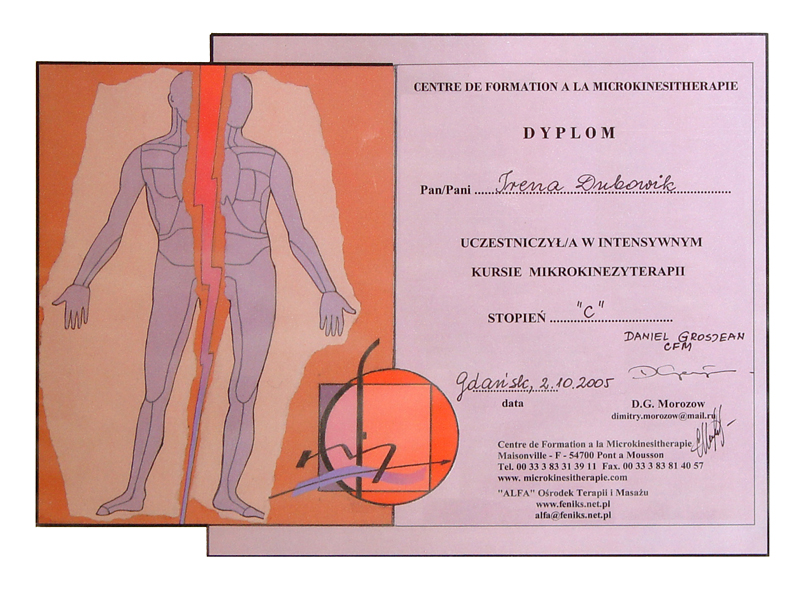 CENTRE DE FORMATION A LA MICROKINESITHERAPIE
DYPLOM
Pan/Pani Irena Dubowik
UCZESTNICZYŁ/A W INTENSYWNYM
KURSIE MIKROKINEZYTERAPII
STOPIEŃ "C"
DANIEL GROSJEAN
CFM
Gdańsk, 2.10.2005
data
D.G. Morozow
dimitry.morozow@mail.ru
Centre de Formation a la Microkinesitherapie
Maisonville - F - 54700 Pont a Mousson
Tel. 00 33 3 83 31 39 11 Fax. 00 33 3 83 81 40 57
www. microkinesitherapie.com
"ALFA" Ośrodek Terapii i Masażu
www.feniks.net.pl
alfa@feniks.net.pl